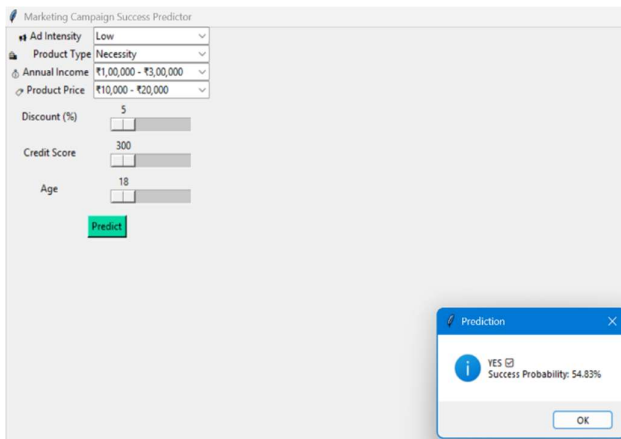 Marketing Campaign Success Predictor
Ad Intensity Low
Product Type Necessity
Annual Income ₹1,00,000 - ₹3,00,000
Product Price ₹10,000 - ₹20,000
5
Discount (%)
300
Credit Score
18
Age
Predict
Prediction
YES ☑
Success Probability: 54.83%
OK